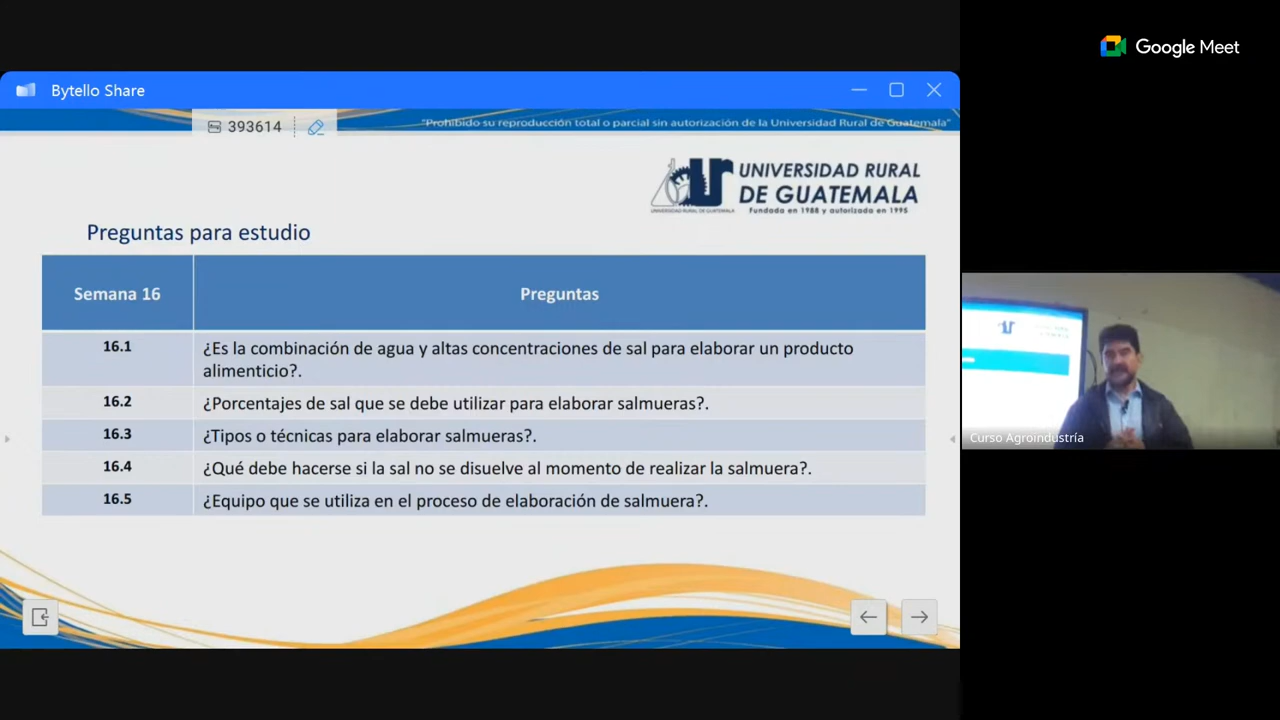 Google Meet
Bytello Share
393614
"Prohibido su reproducción total o parcial sin autorización de la Universidad Rural de Guatemala"
UNIVERSIDAD RURAL
DE GUATEMALA
UNIVERSIDAD RURAL DE GUATEMALA
Fundada en 1988 y autorizada en 1995
Preguntas para estudio
Semana 16
Preguntas
16.1
¿Es la combinación de agua y altas concentraciones de sal para elaborar un producto
alimenticio?.
16.2
¿Porcentajes de sal que se debe utilizar para elaborar salmueras?.
16.3
¿Tipos o técnicas para elaborar salmueras?.
16.4
¿Qué debe hacerse si la sal no se disuelve al momento de realizar la salmuera?.
16.5
¿Equipo que se utiliza en el proceso de elaboración de salmuera?.
Curso Agroindustría